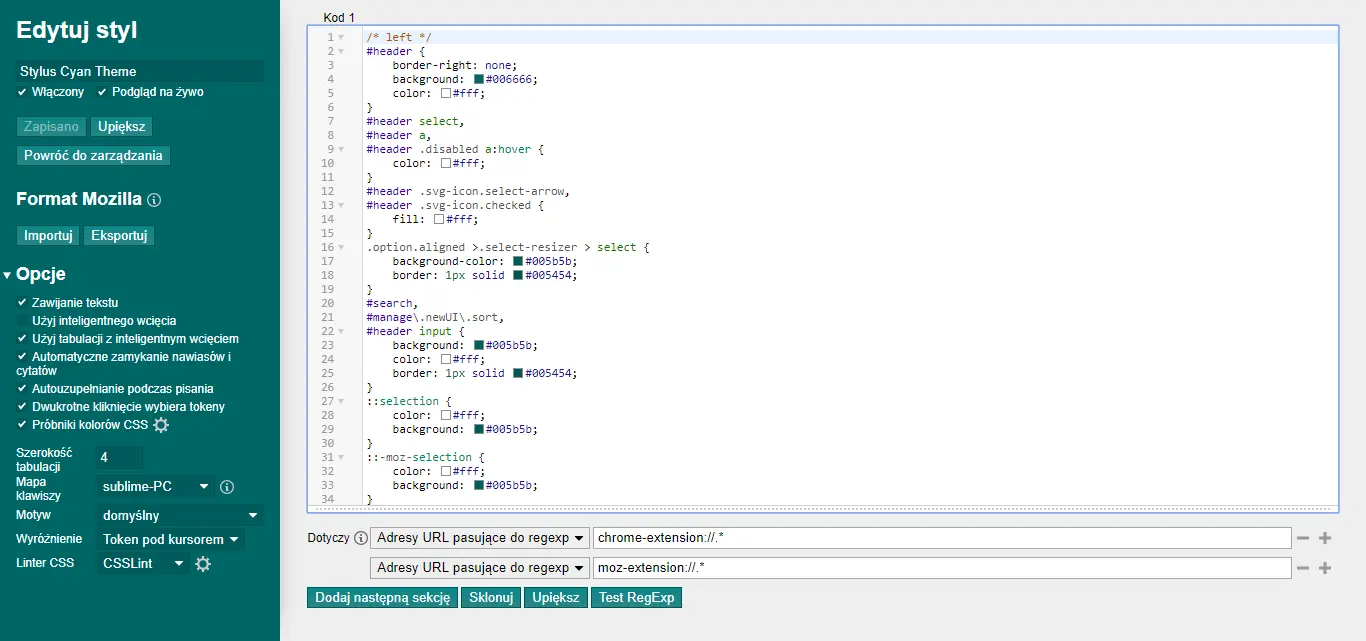 Edytuj styl
Stylus Cyan Theme
Włączony Podgląd na żywo
Zapisano Upiększ
Powróć do zarządzania
Format Mozilla
Importuj Eksportuj
Opcje
Zawijanie tekstu
Użyj inteligentnego wcięcia
Użyj tabulacji z inteligentnym wcięciem
Automatyczne zamykanie nawiasów i
cytatów
Autouzupełnianie podczas pisania
Dwukrotne kliknięcie wybiera tokeny
Próbniki kolorów CSS
Szerokość
tabulacji 4
Mapa
klawiszy sublime-PC
Motyw domyślny
Wyróżnienie Token pod kursorem
Linter CSS CSSLint
Kod 1
1 /* left */
2 #header {
3 border-right: none;
4 background: #006666;
5 color: #fff;
6 }
7 #header select,
8 #header a,
9 #header .disabled a:hover {
10 color: #fff;
11 }
12 #header .svg-icon.select-arrow,
13 #header .svg-icon.checked {
14 fill: #fff;
15 }
16 .option.aligned >.select-resizer > select {
17 background-color: #005b5b;
18 border: 1px solid #005454;
19 }
20 #search,
21 #manage\.newUI\.sort,
22 #header input {
23 background: #005b5b;
24 color: #fff;
25 border: 1px solid #005454;
26 }
27 ::selection {
28 color: #fff;
29 background: #005b5b;
30 }
31 ::-moz-selection {
32 color: #fff;
33 background: #005b5b;
34 }
Dotyczy Adresy URL pasujące do regexp chrome-extension://.*
Adresy URL pasujące do regexp moz-extension://.*
Dodaj następną sekcję Sklonuj Upiększ Test RegExp